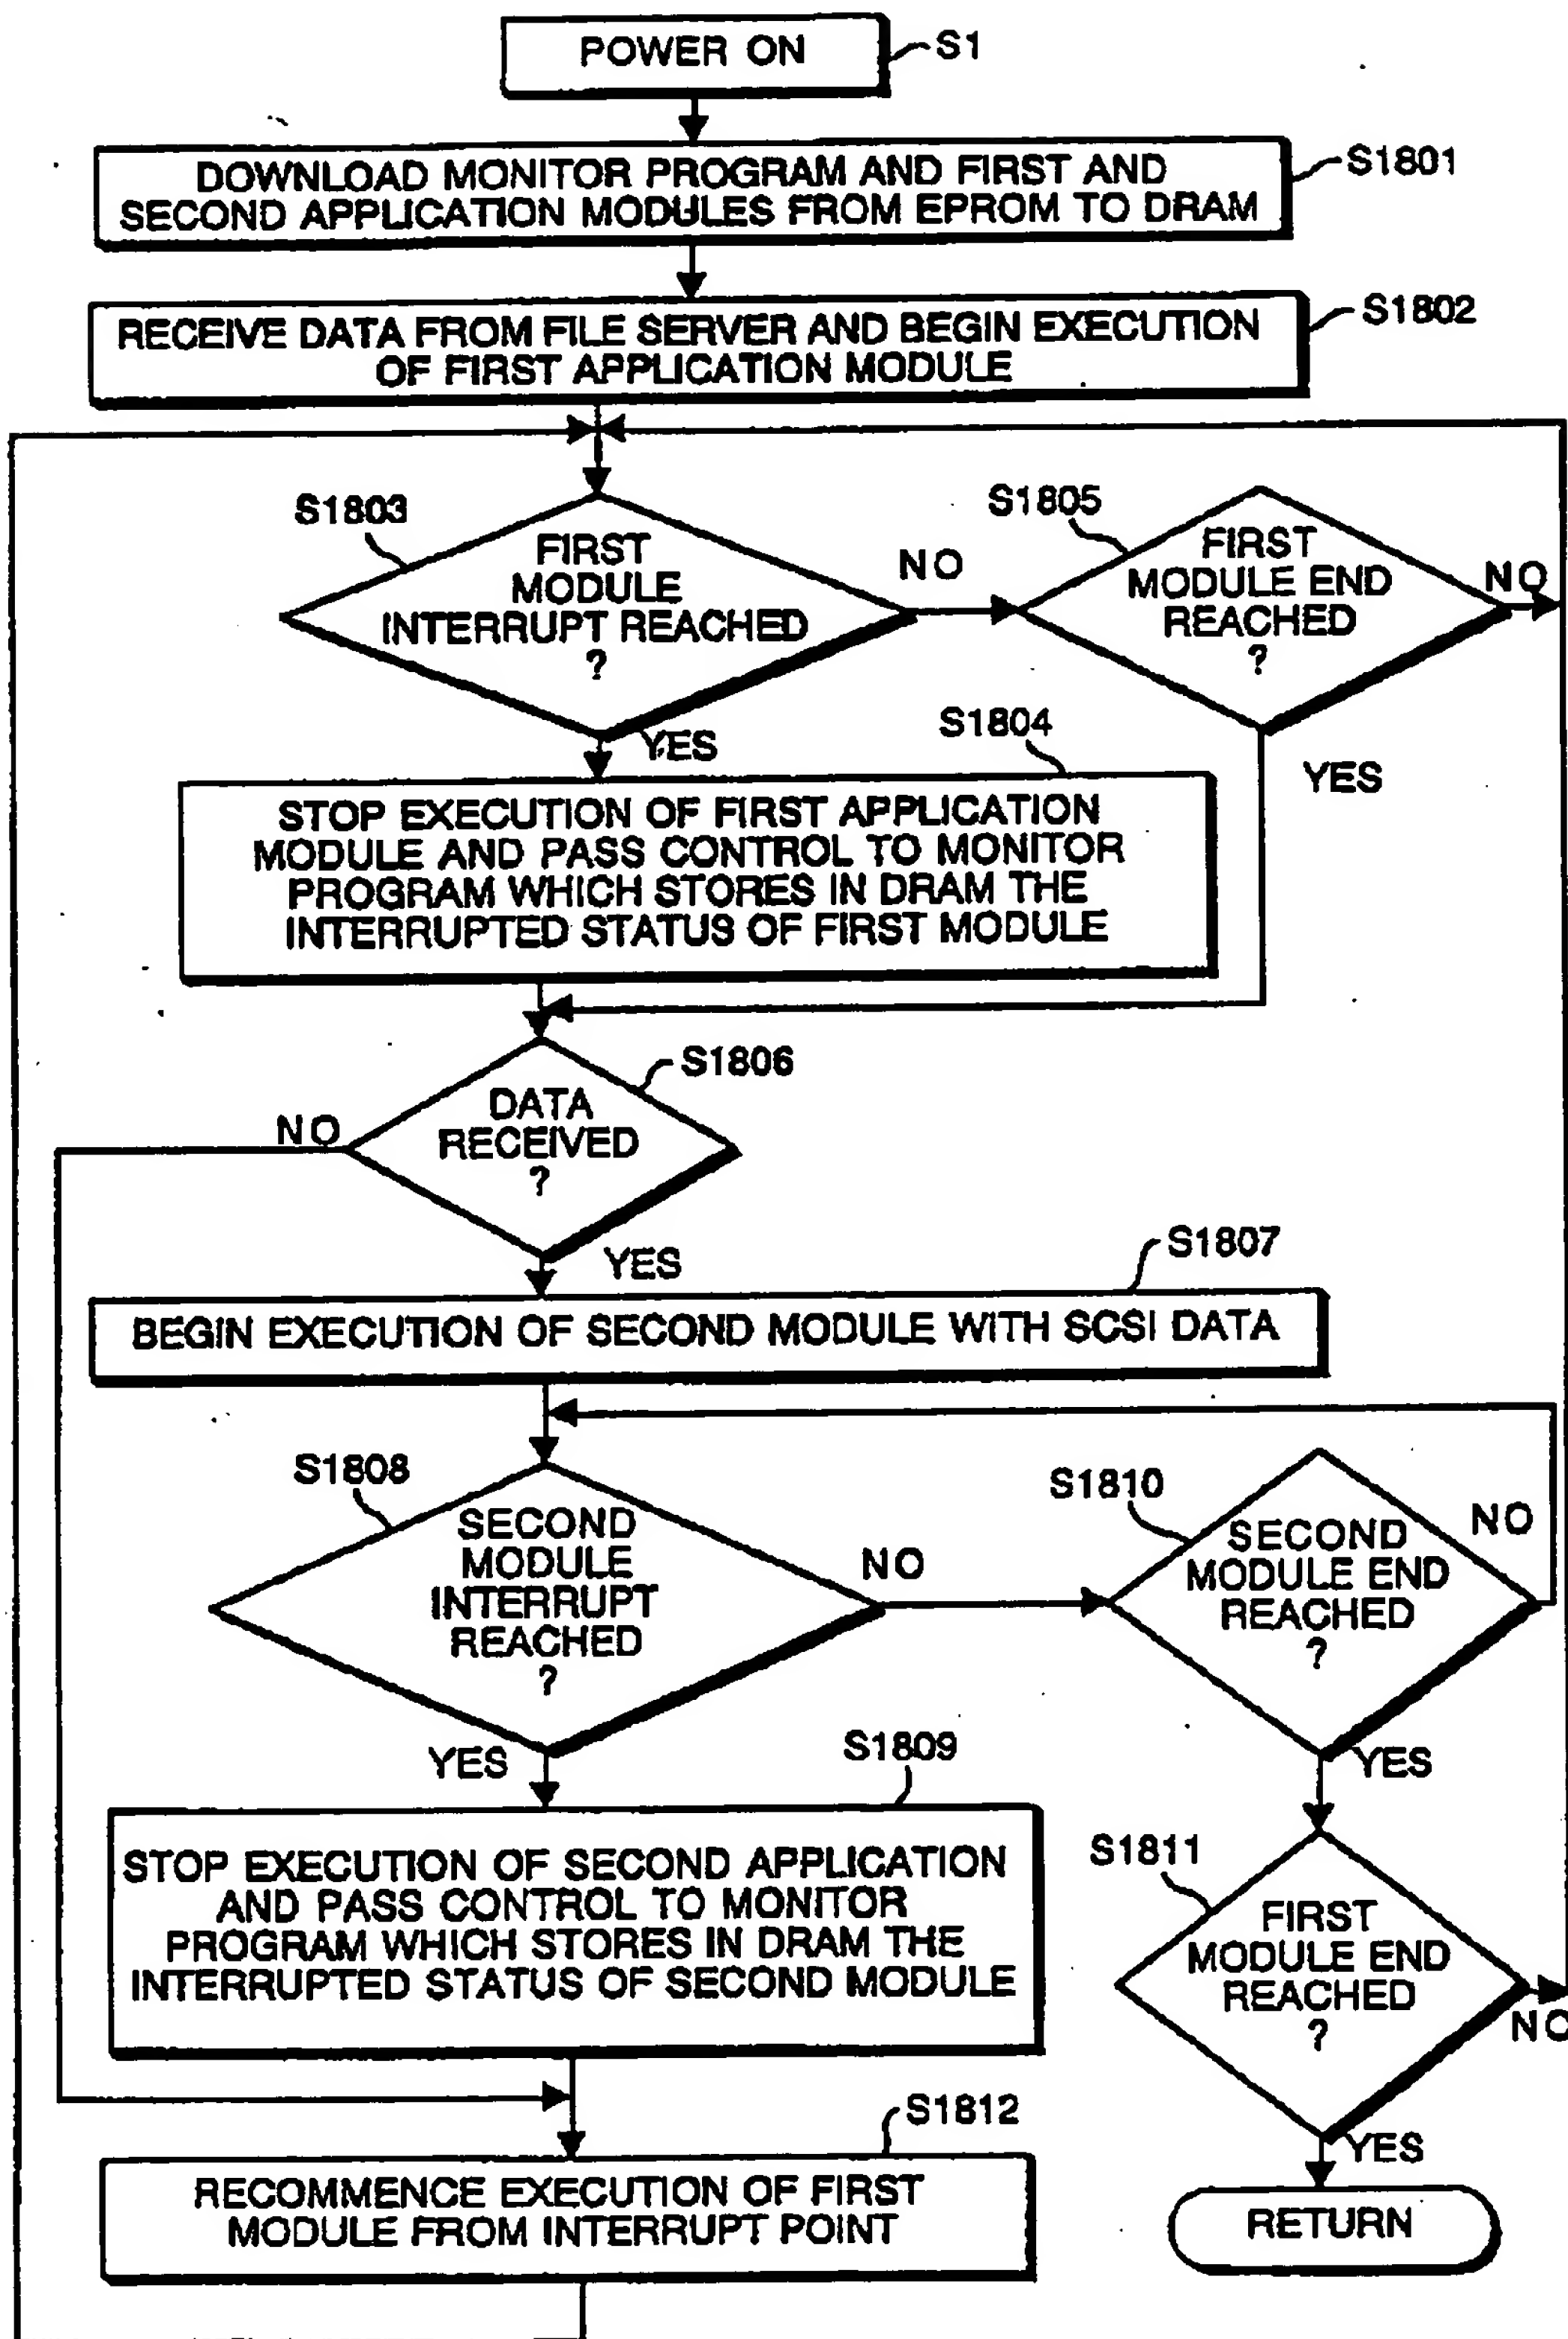 POWER ON
S1
DOWNLOAD MONITOR PROGRAM AND FIRST AND
SECOND APPLICATION MODULES FROM EPROM TO DRAM
S1801
RECEIVE DATA FROM FILE SERVER AND BEGIN EXECUTION
OF FIRST APPLICATION MODULE
S1802
S1803
FIRST
MODULE
INTERRUPT REACHED
?
NO
YES
S1805
FIRST
MODULE END
REACHED
?
NO
YES
S1804
STOP EXECUTION OF FIRST APPLICATION
MODULE AND PASS CONTROL TO MONITOR
PROGRAM WHICH STORES IN DRAM THE
INTERRUPTED STATUS OF FIRST MODULE
S1806
DATA
RECEIVED
?
NO
YES
S1807
BEGIN EXECUTION OF SECOND MODULE WITH SCSI DATA
S1808
SECOND
MODULE
INTERRUPT
REACHED
?
NO
YES
S1810
SECOND
MODULE END
REACHED
?
NO
YES
S1809
STOP EXECUTION OF SECOND APPLICATION
AND PASS CONTROL TO MONITOR
PROGRAM WHICH STORES IN DRAM THE
INTERRUPTED STATUS OF SECOND MODULE
S1811
FIRST
MODULE END
REACHED
?
NO
YES
S1812
RECOMMENCE EXECUTION OF FIRST
MODULE FROM INTERRUPT POINT
RETURN